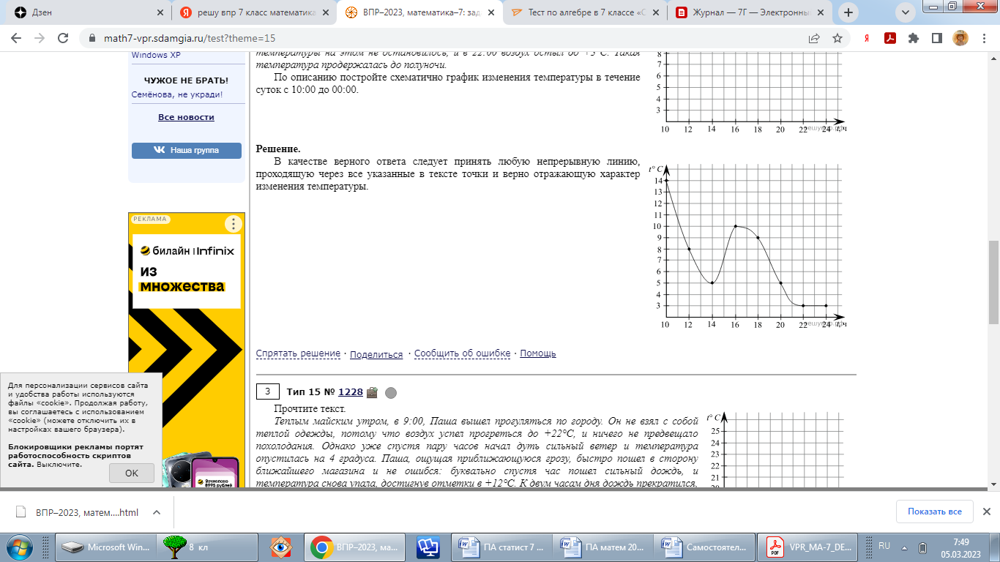 Дзен
решу впр 7 класс математика
ВПР–2023, математика–7: зад
Тест по алгебре в 7 классе «С
Журнал — 7Г — Электронны
math7-vpr.sdamgia.ru/test?theme=15
Windows XP
ЧУЖОЕ НЕ БРАТЬ!
Семёнова, не укради!
Все новости
Наша группа
РЕКЛАМА
билайн | Infinix
из
множества
Зачислимо
8995 рублей
температуры на этом не остановилось, и в 22:00 воздух остыл до +3°С. Такая
температура продержалась до полуночи.
По описанию постройте схематично график изменения температуры в течение
суток с 10:00 до 00:00.
8
7
6
5
4
3
10 12 14 16 18 20 22 24 t, ч
Решение.
В качестве верного ответа следует принять любую непрерывную линию,
проходящую через все указанные в тексте точки и верно отражающую характер
изменения температуры.
t° C
14
13
12
11
10
9
8
7
6
5
4
3
10 12 14 16 18 20 22 24 t, ч
Спрятать решение · Поделиться · Сообщить об ошибке · Помощь
3 Тип 15 № 1228
Прочтите текст.
Теплым майским утром, в 9:00, Паша вышел прогуляться по городу. Он не взял с собой
теплой одежды, потому что воздух успел прогреться до +22°С, и ничего не предвещало
похолодания. Однако уже спустя пару часов начал дуть сильный ветер и температура
опустилась на 4 градуса. Паша, ощущая приближающуюся грозу, быстро пошел в сторону
ближайшего магазина и не ошибся: буквально спустя час пошел сильный дождь, и
температура снова упала, достигнув отметки в +12°С. К двум часам дня дождь прекратился,
t° C
25
24
23
22
21
20
Для персонализации сервисов сайта
и удобства работы используются
файлы «cookie». Продолжая работу,
вы соглашаетесь с использованием
«cookie» (можете отключить их в
настройках вашего браузера).
Блокировщики рекламы портят
работоспособность скриптов
сайта. Выключите.
OK
ВПР–2023, матем....html
Показать все
Microsoft Win...
8 кл
ВПР–2023, ма...
ПА статист 7 ...
ПА матем 20...
Самостоятел...
VPR_MA-7_DE...
RU
7:49
05.03.2023